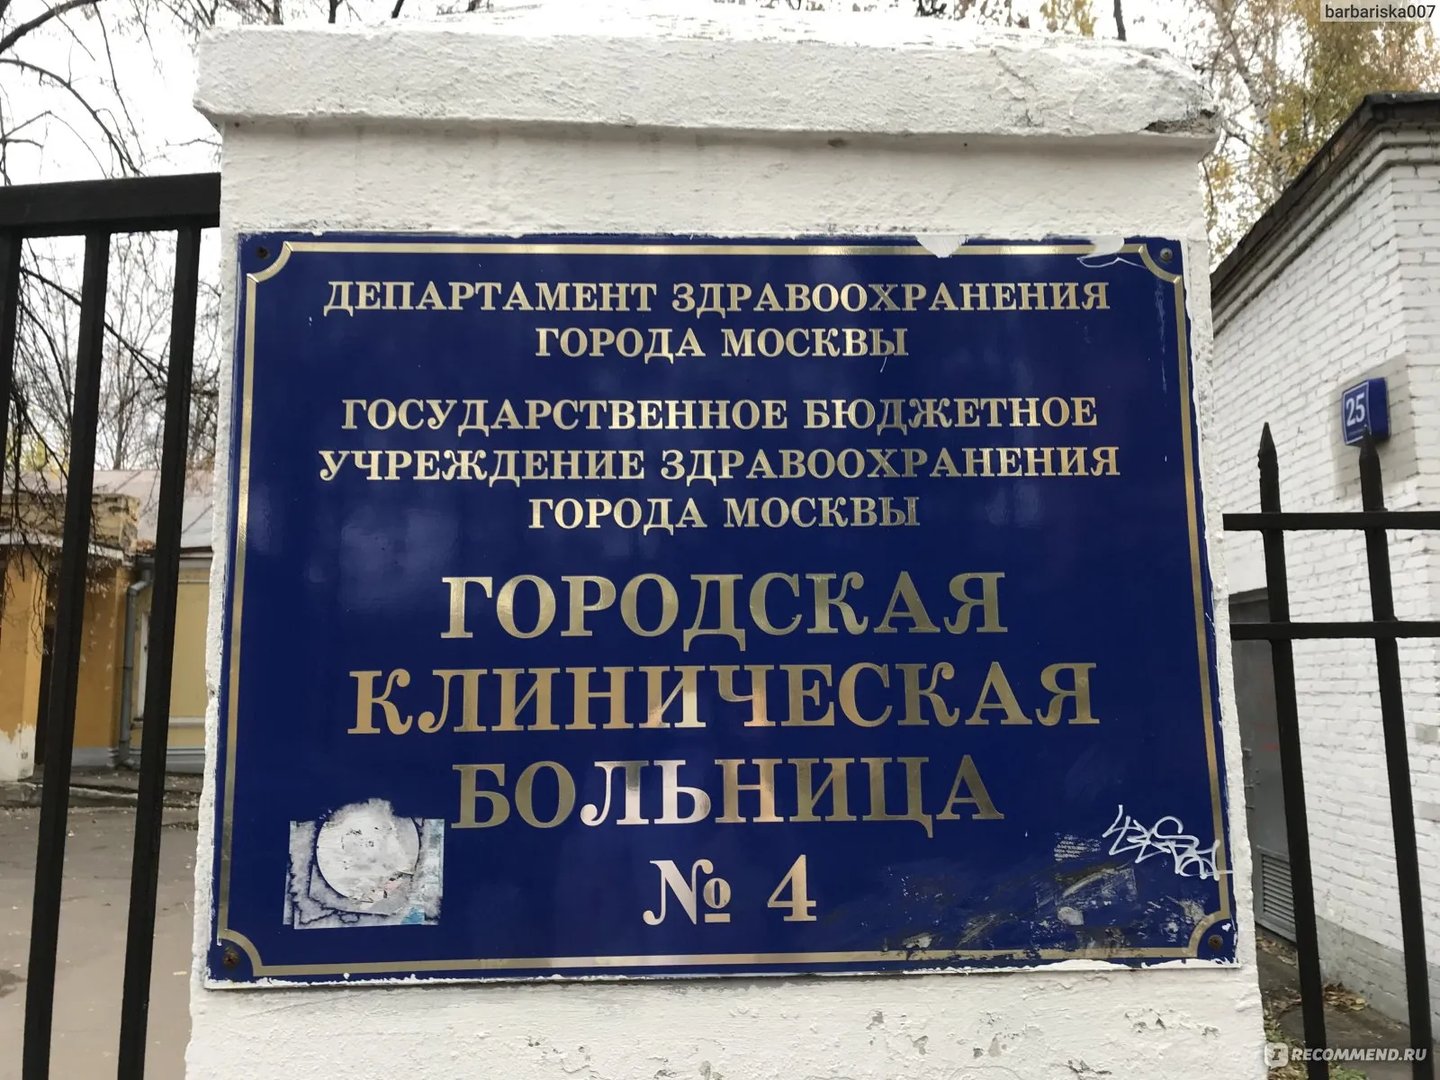 barbariska007
ДЕПАРТАМЕНТ ЗДРАВООХРАНЕНИЯ
ГОРОДА МОСКВЫ
ГОСУДАРСТВЕННОЕ БЮДЖЕТНОЕ
УЧРЕЖДЕНИЕ ЗДРАВООХРАНЕНИЯ
ГОРОДА МОСКВЫ
ГОРОДСКАЯ
КЛИНИЧЕСКАЯ
БОЛЬНИЦА
№ 4
25
RECOMMEND.RU